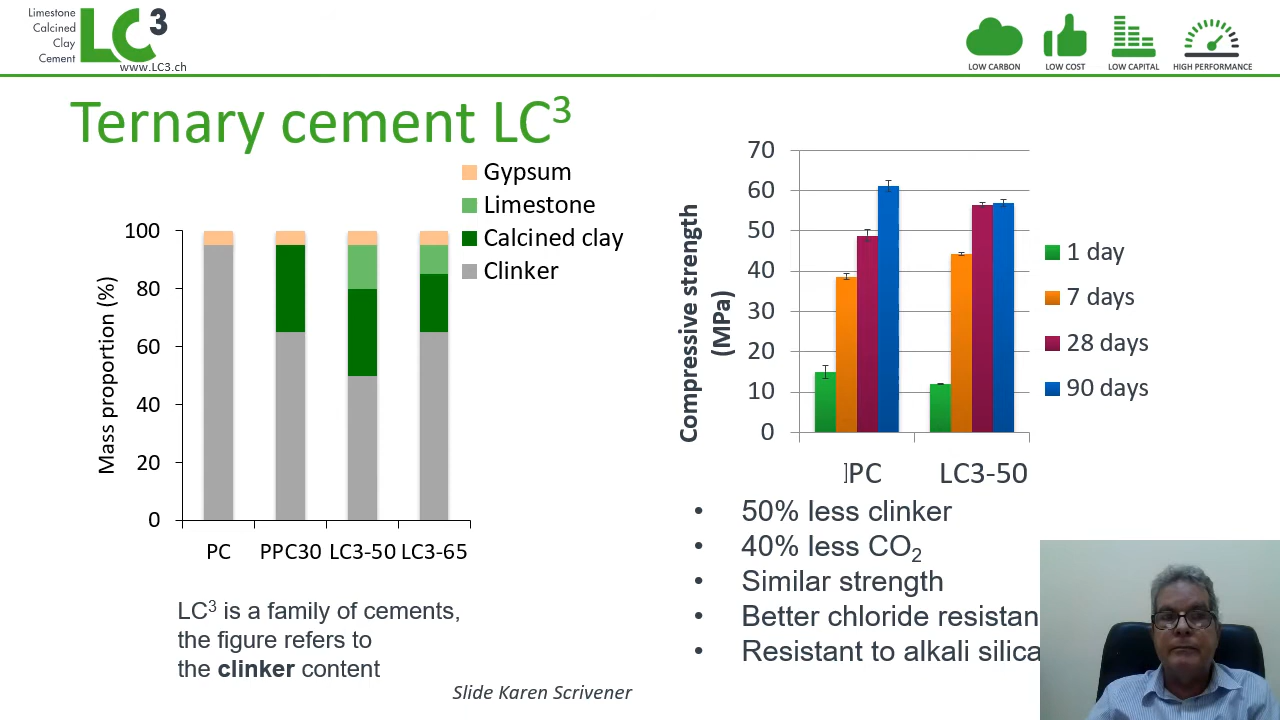 Limestone
Calcined
Clay
Cement
LC3
www.LC3.ch
LOW CARBON
LOW COST
LOW CAPITAL
HIGH PERFORMANCE
Ternary cement LC³
Gypsum
Limestone
Calcined clay
Clinker
Mass proportion (%)
100
80
60
40
20
0
PC
PPC30
LC3-50
LC3-65
LC³ is a family of cements,
the figure refers to
the clinker content
Slide Karen Scrivener
Compressive strength
(MPa)
70
60
50
40
30
20
10
0
PC
LC3-50
1 day
7 days
28 days
90 days
• 50% less clinker
• 40% less CO₂
• Similar strength
• Better chloride resistan
• Resistant to alkali silica